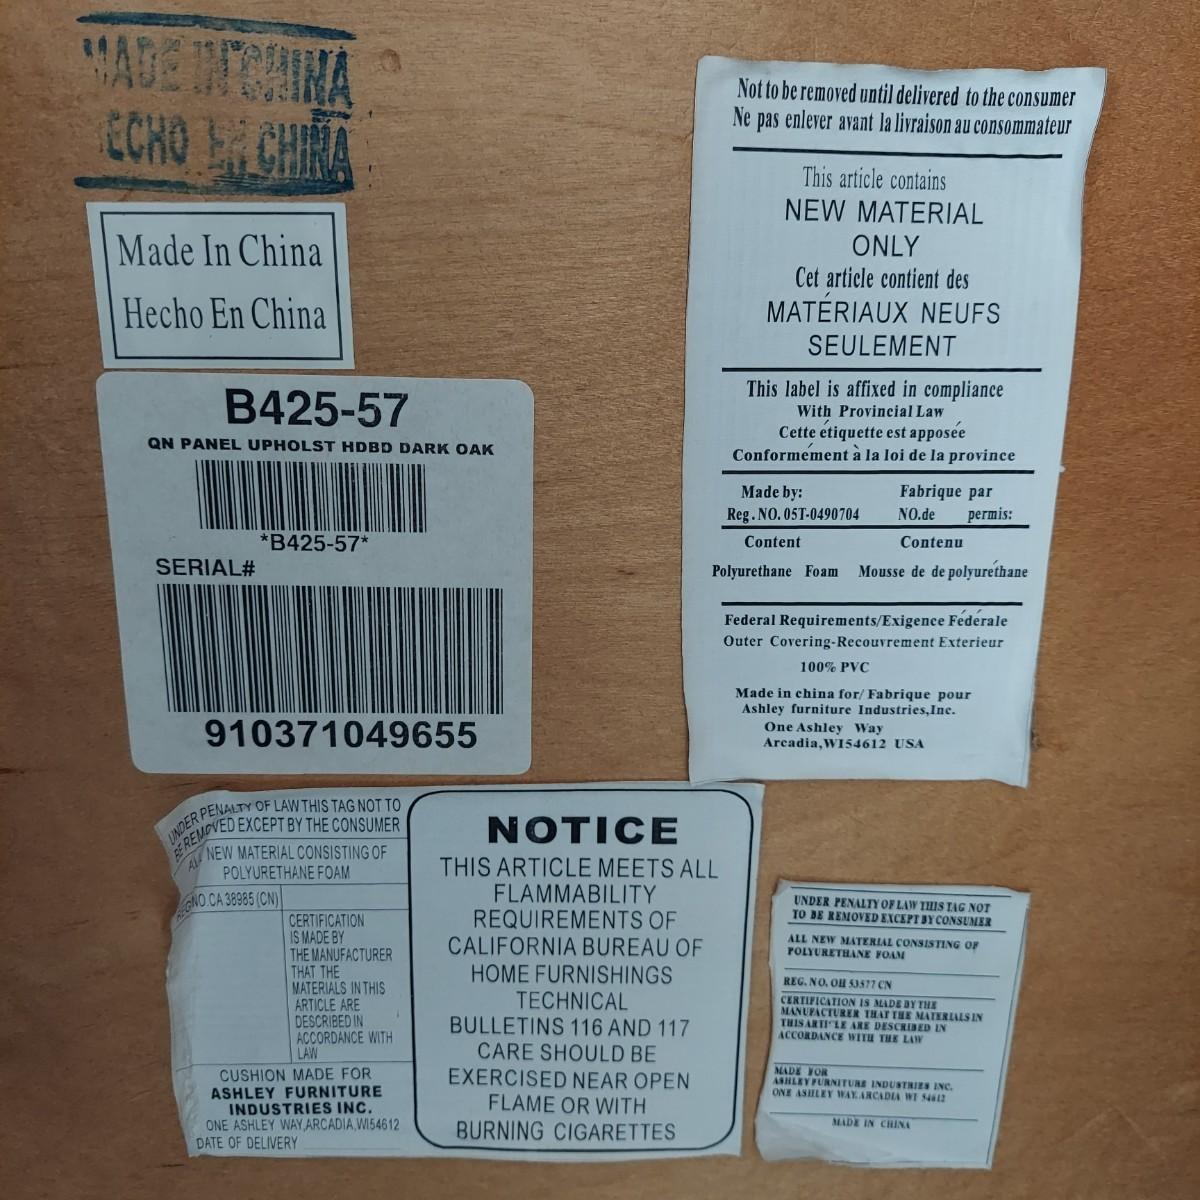 MADE IN CHINA
HECHO EN CHINA
Made In China
Hecho En China
B425-57
QN PANEL UPHOLST HDBD DARK OAK
*B425-57*
SERIAL#
910371049655
Not to be removed until delivered to the consumer
Ne pas enlever avant la livraison au consommateur
This article contains
NEW MATERIAL
ONLY
Cet article contient des
MATÉRIAUX NEUFS
SEULEMENT
This label is affixed in compliance
With Provincial Law
Cette étiquette est apposée
Conformément à la loi de la province
Made by: Fabrique par
Reg. NO. 05T-0490704 NO.de permis:
Content Contenu
Polyurethane Foam Mousse de de polyuréthane
Federal Requirements/Exigence Fédérale
Outer Covering-Recouvrement Exterieur
100% PVC
Made in china for/ Fabrique pour
Ashley furniture Industries,Inc.
One Ashley Way
Arcadia,WI54612 USA
UNDER PENALTY OF LAW THIS TAG NOT TO
BE REMOVED EXCEPT BY THE CONSUMER
ALL NEW MATERIAL CONSISTING OF
POLYURETHANE FOAM
REG NO.CA 38985 (CN)
CERTIFICATION
IS MADE BY
THE MANUFACTURER
THAT THE
MATERIALS IN THIS
ARTICLE ARE
DESCRIBED IN
ACCORDANCE WITH
LAW
CUSHION MADE FOR
ASHLEY FURNITURE
INDUSTRIES INC.
ONE ASHLEY WAY,ARCADIA,WI54612
DATE OF DELIVERY
NOTICE
THIS ARTICLE MEETS ALL
FLAMMABILITY
REQUIREMENTS OF
CALIFORNIA BUREAU OF
HOME FURNISHINGS
TECHNICAL
BULLETINS 116 AND 117
CARE SHOULD BE
EXERCISED NEAR OPEN
FLAME OR WITH
BURNING CIGARETTES
UNDER PENALTY OF LAW THIS TAG NOT
TO BE REMOVED EXCEPT BY CONSUMER
ALL NEW MATERIAL CONSISTING OF
POLYURETHANE FOAM
REG. NO. OH 53577 CN
CERTIFICATION IS MADE BY THE
MANUFACTURER THAT THE MATERIALS IN
THIS ARTICLE ARE DESCRIBED IN
ACCORDANCE WITH THE LAW
MADE FOR
ASHLEY FURNITURE INDUSTRIES INC.
ONE ASHLEY WAY. ARCADIA WI 54612
MADE IN CHINA